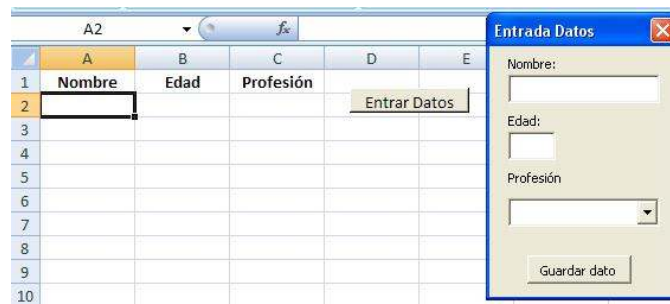 A2
fx
A B C D E
1 Nombre Edad Profesión
2
Entrar Datos
3
4
5
6
7
8
9
10
Entrada Datos
Nombre:
Edad:
Profesión
Guardar dato